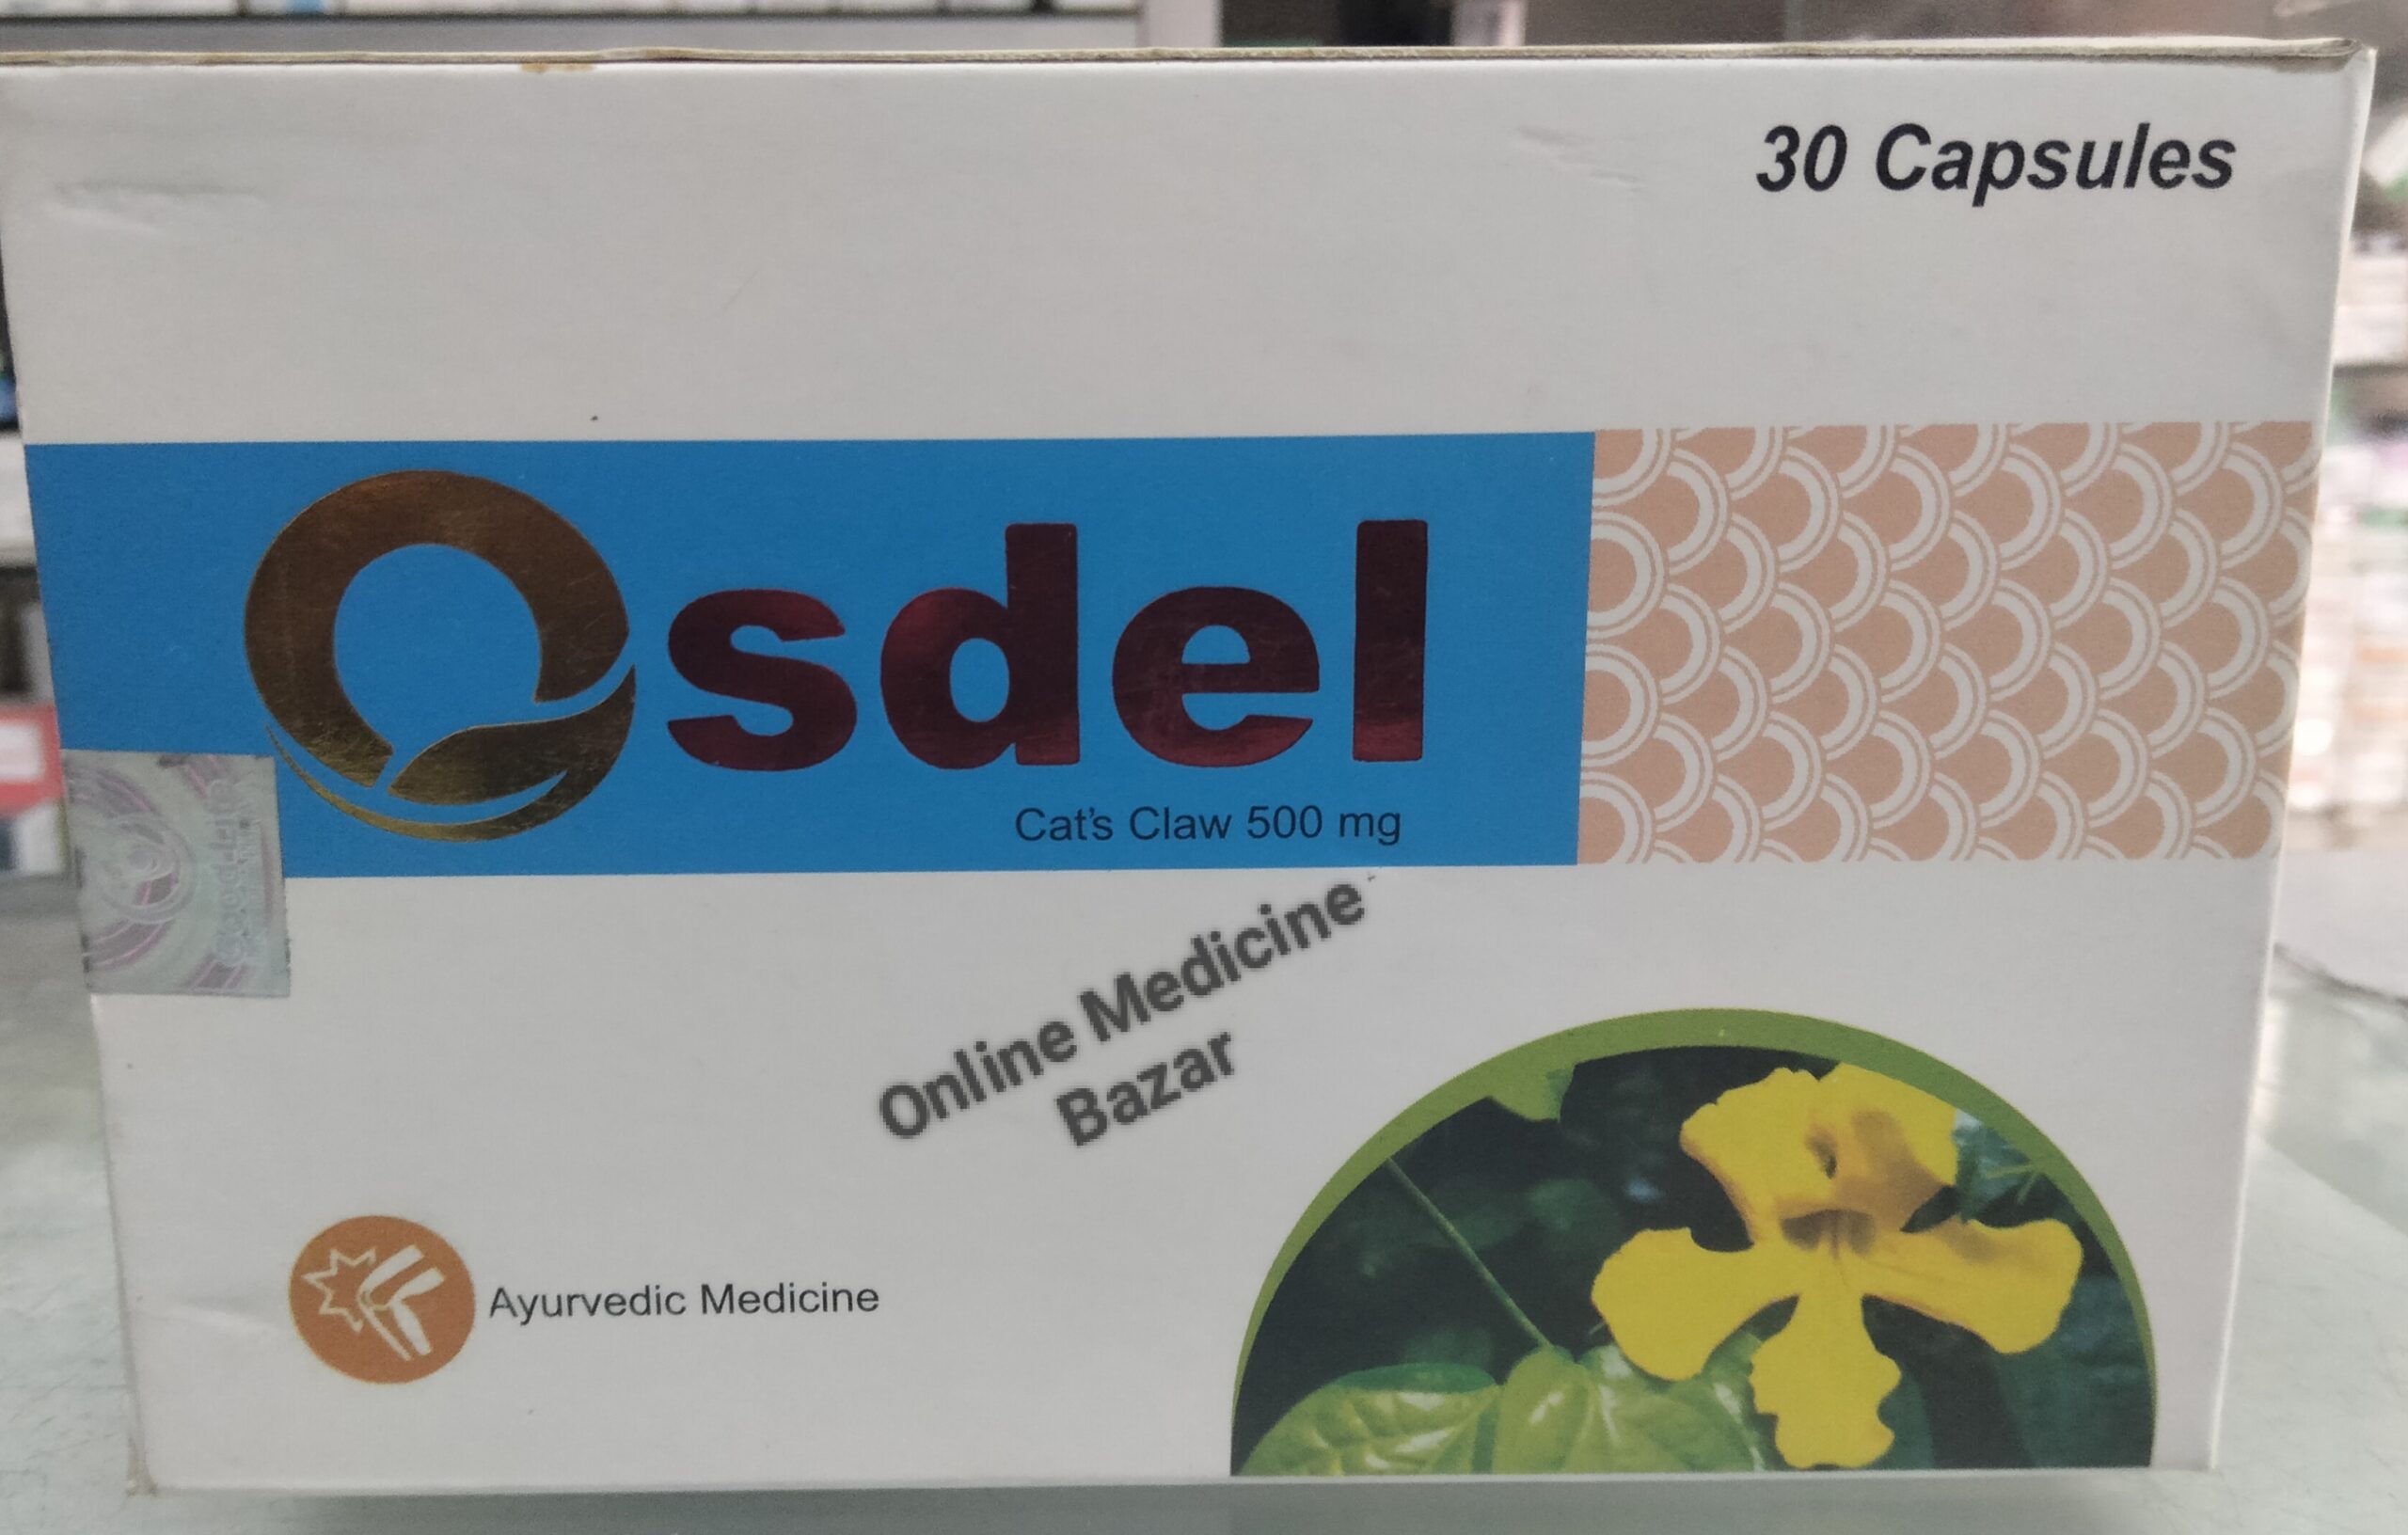 30 Capsules
Osdel
Cat's Claw 500 mg
Online Medicine
Bazar
Ayurvedic Medicine